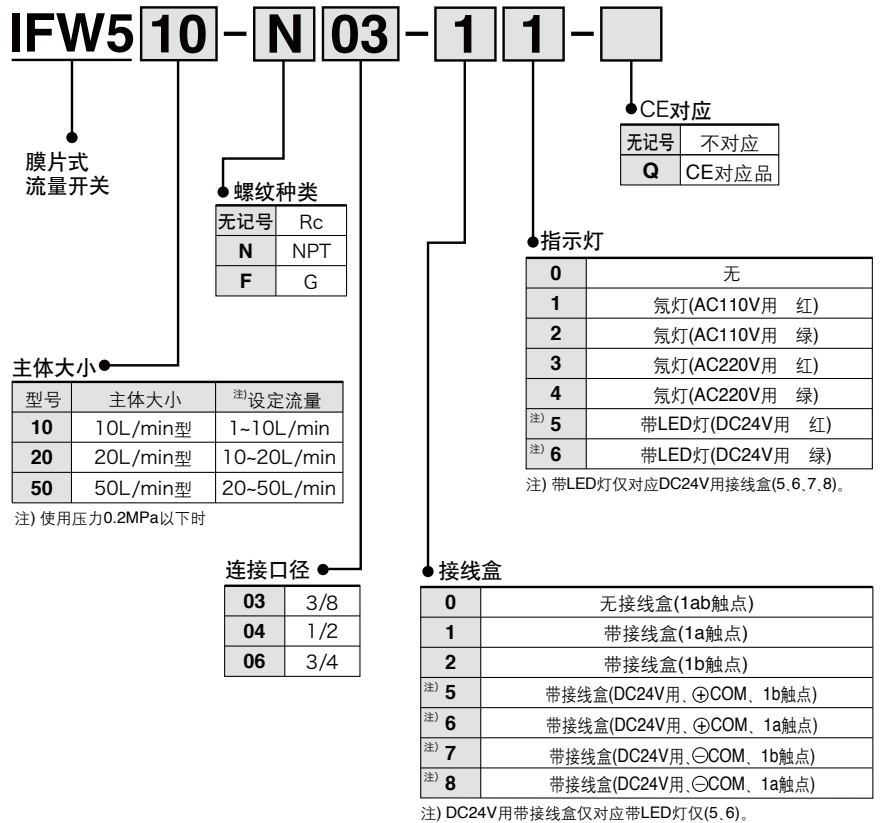 IFW5 10 - N 03 - 1 1 -
膜片式
流量开关
CE对应
无记号 不对应
Q CE对应品
螺纹种类
无记号 Rc
N NPT
F G
指示灯
0 无
1 氖灯(AC110V用 红)
2 氖灯(AC110V用 绿)
3 氖灯(AC220V用 红)
4 氖灯(AC220V用 绿)
注) 5 带LED灯(DC24V用 红)
注) 6 带LED灯(DC24V用 绿)
注) 带LED灯仅对应DC24V用接线盒(5、6、7、8)。
主体大小
型号 主体大小 注)设定流量
10 10L/min型 1~10L/min
20 20L/min型 10~20L/min
50 50L/min型 20~50L/min
注) 使用压力0.2MPa以下时
连接口径
03 3/8
04 1/2
06 3/4
接线盒
0 无接线盒(1ab触点)
1 带接线盒(1a触点)
2 带接线盒(1b触点)
注) 5 带接线盒(DC24V用、⊕COM、1b触点)
注) 6 带接线盒(DC24V用、⊕COM、1a触点)
注) 7 带接线盒(DC24V用、⊖COM、1b触点)
注) 8 带接线盒(DC24V用、⊖COM、1a触点)
注) DC24V用带接线盒仅对应带LED灯仅(5、6)。